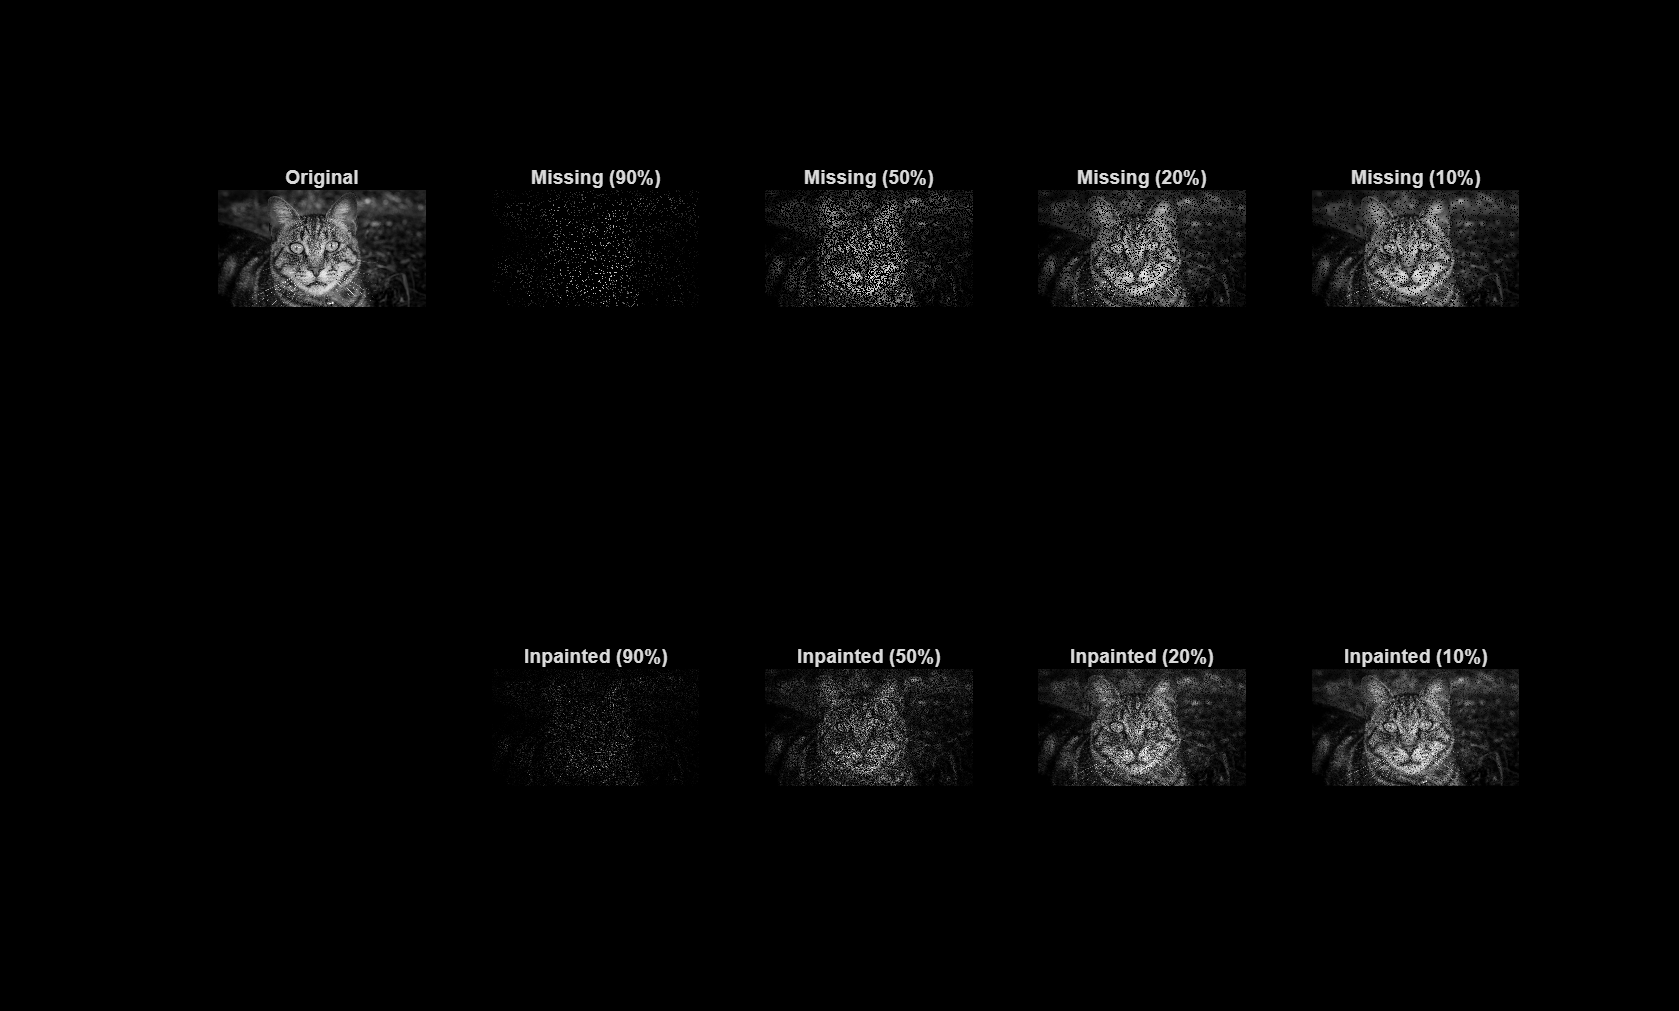 Original
Missing (90%)
Missing (50%)
Missing (20%)
Missing (10%)
Inpainted (90%)
Inpainted (50%)
Inpainted (20%)
Inpainted (10%)